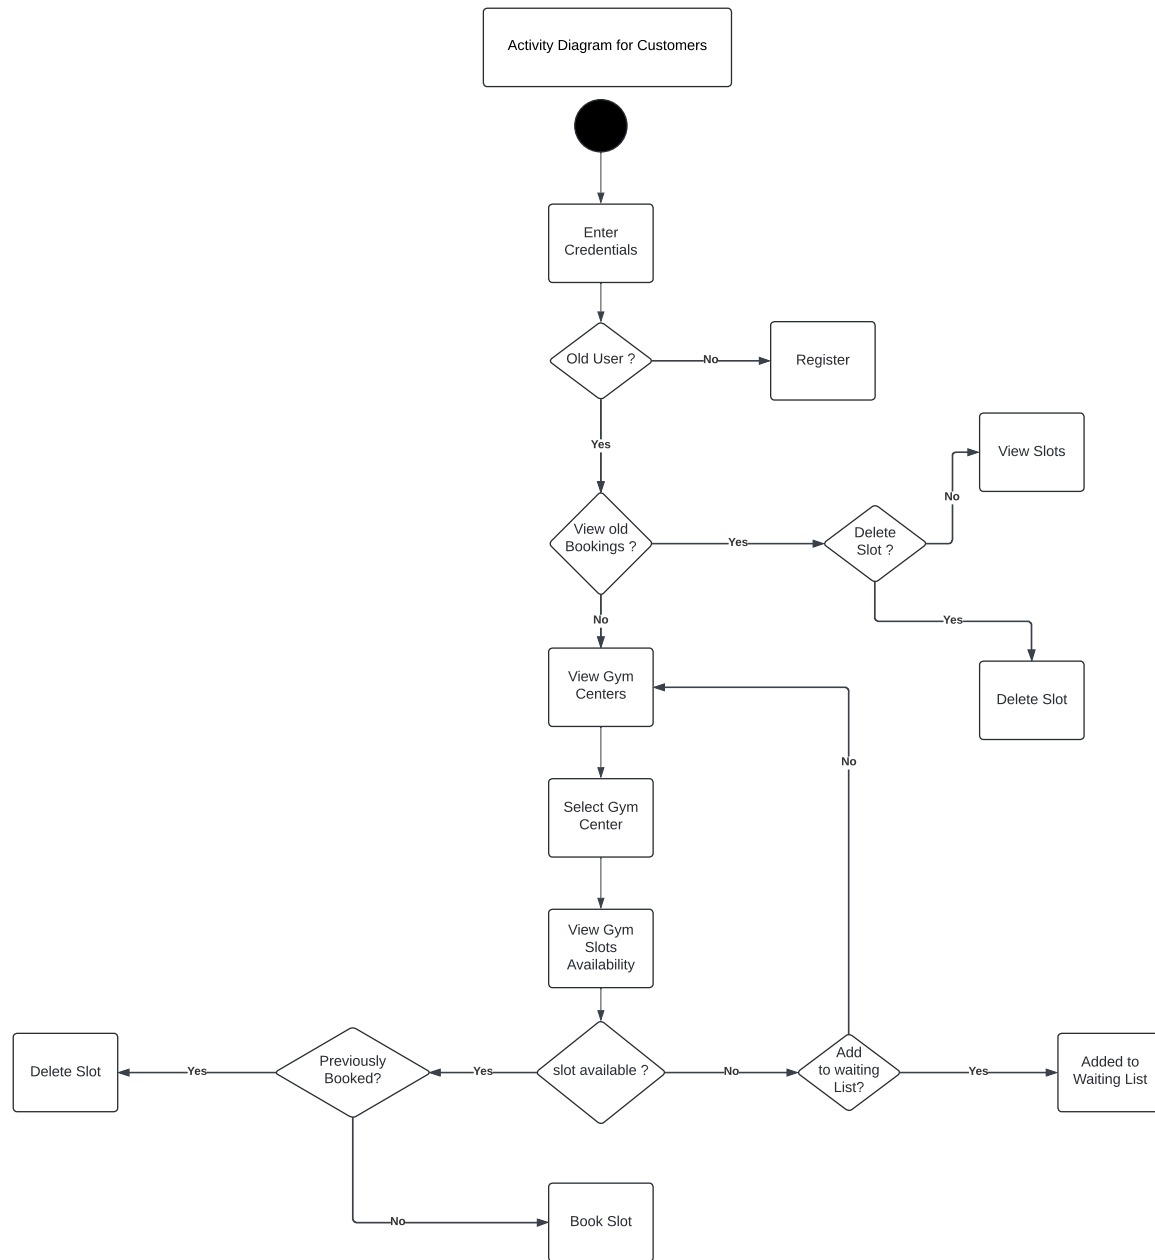 Activity Diagram for Customers
Enter
Credentials
Old User ?
No
Register
Yes
View Slots
No
View old
Bookings ?
Yes
Delete
Slot ?
No
Yes
View Gym
Centers
Delete Slot
No
Select Gym
Center
View Gym
Slots
Availability
Delete Slot
Yes
Previously
Booked?
Yes
slot available ?
No
Add
to waiting
List?
Yes
Added to
Waiting List
No
Book Slot